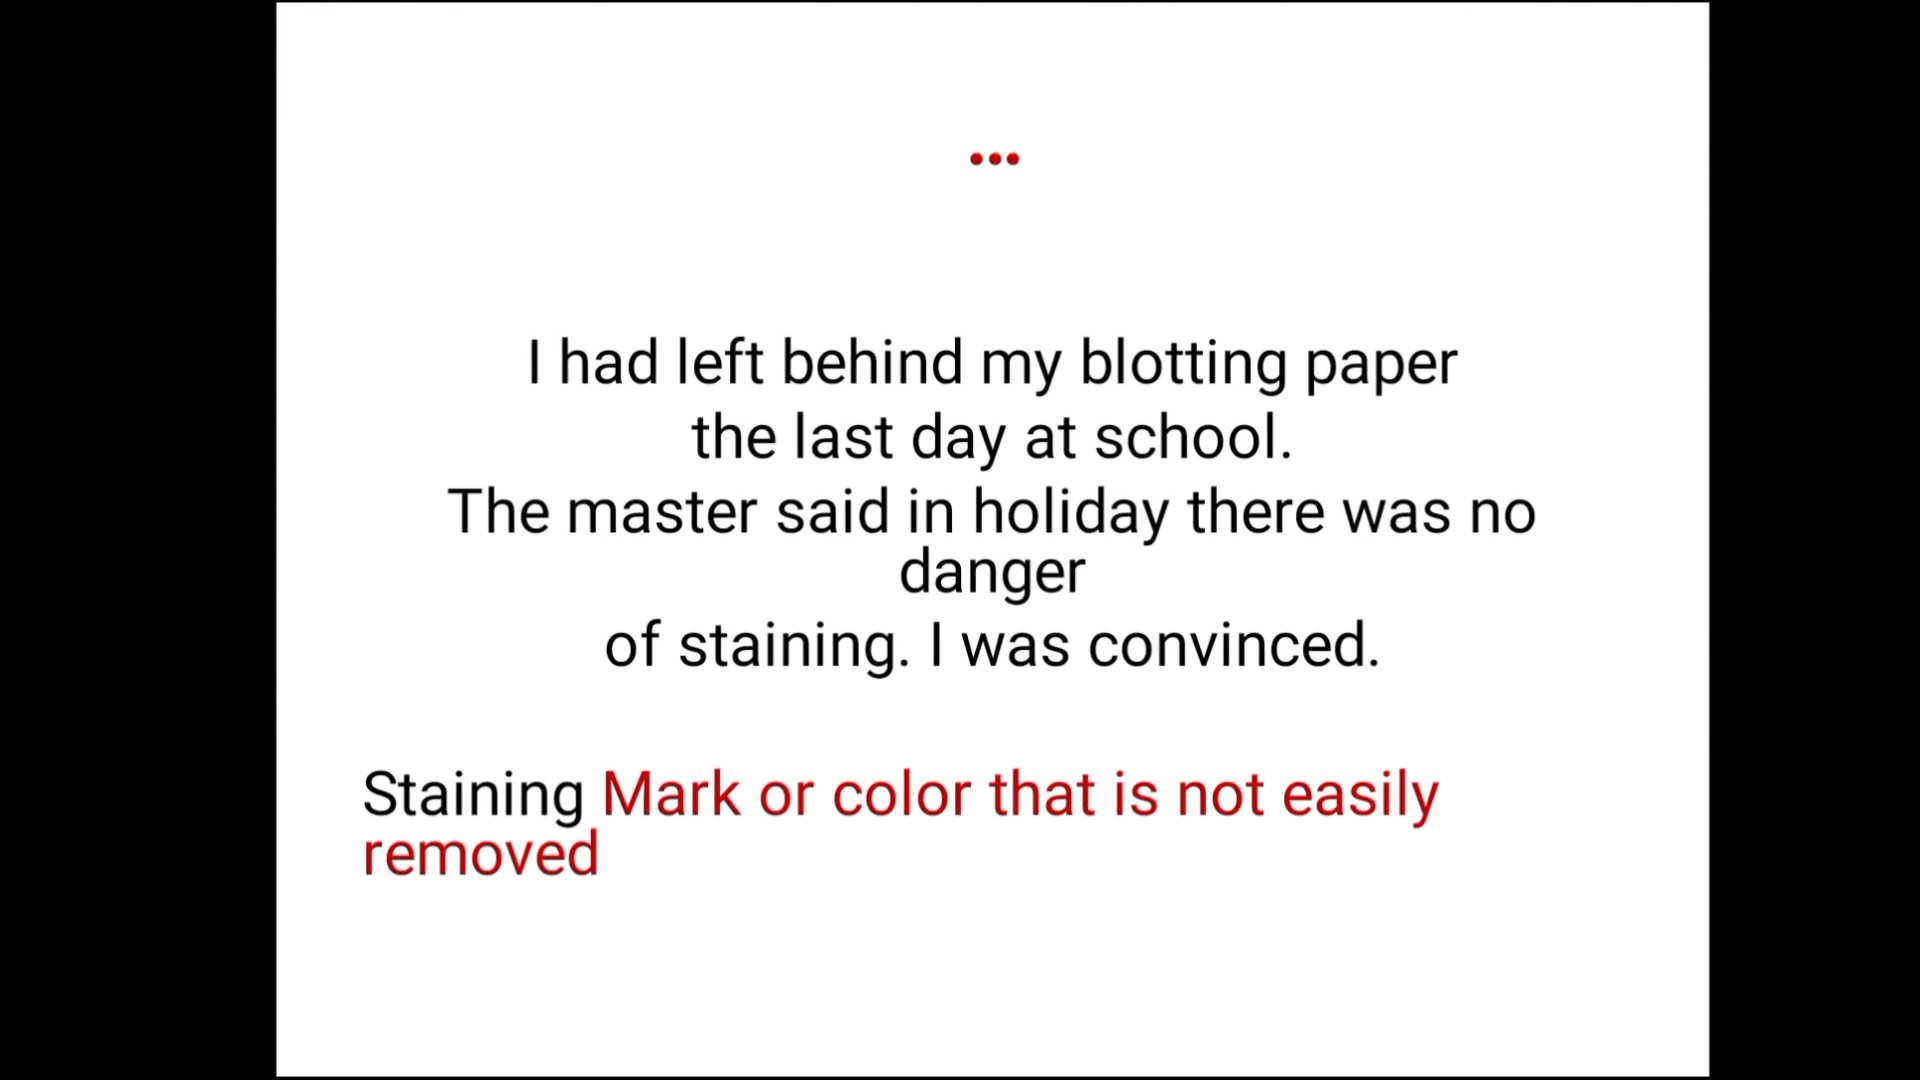 ...
I had left behind my blotting paper
the last day at school.
The master said in holiday there was no
danger
of staining. I was convinced.
Staining Mark or color that is not easily
removed